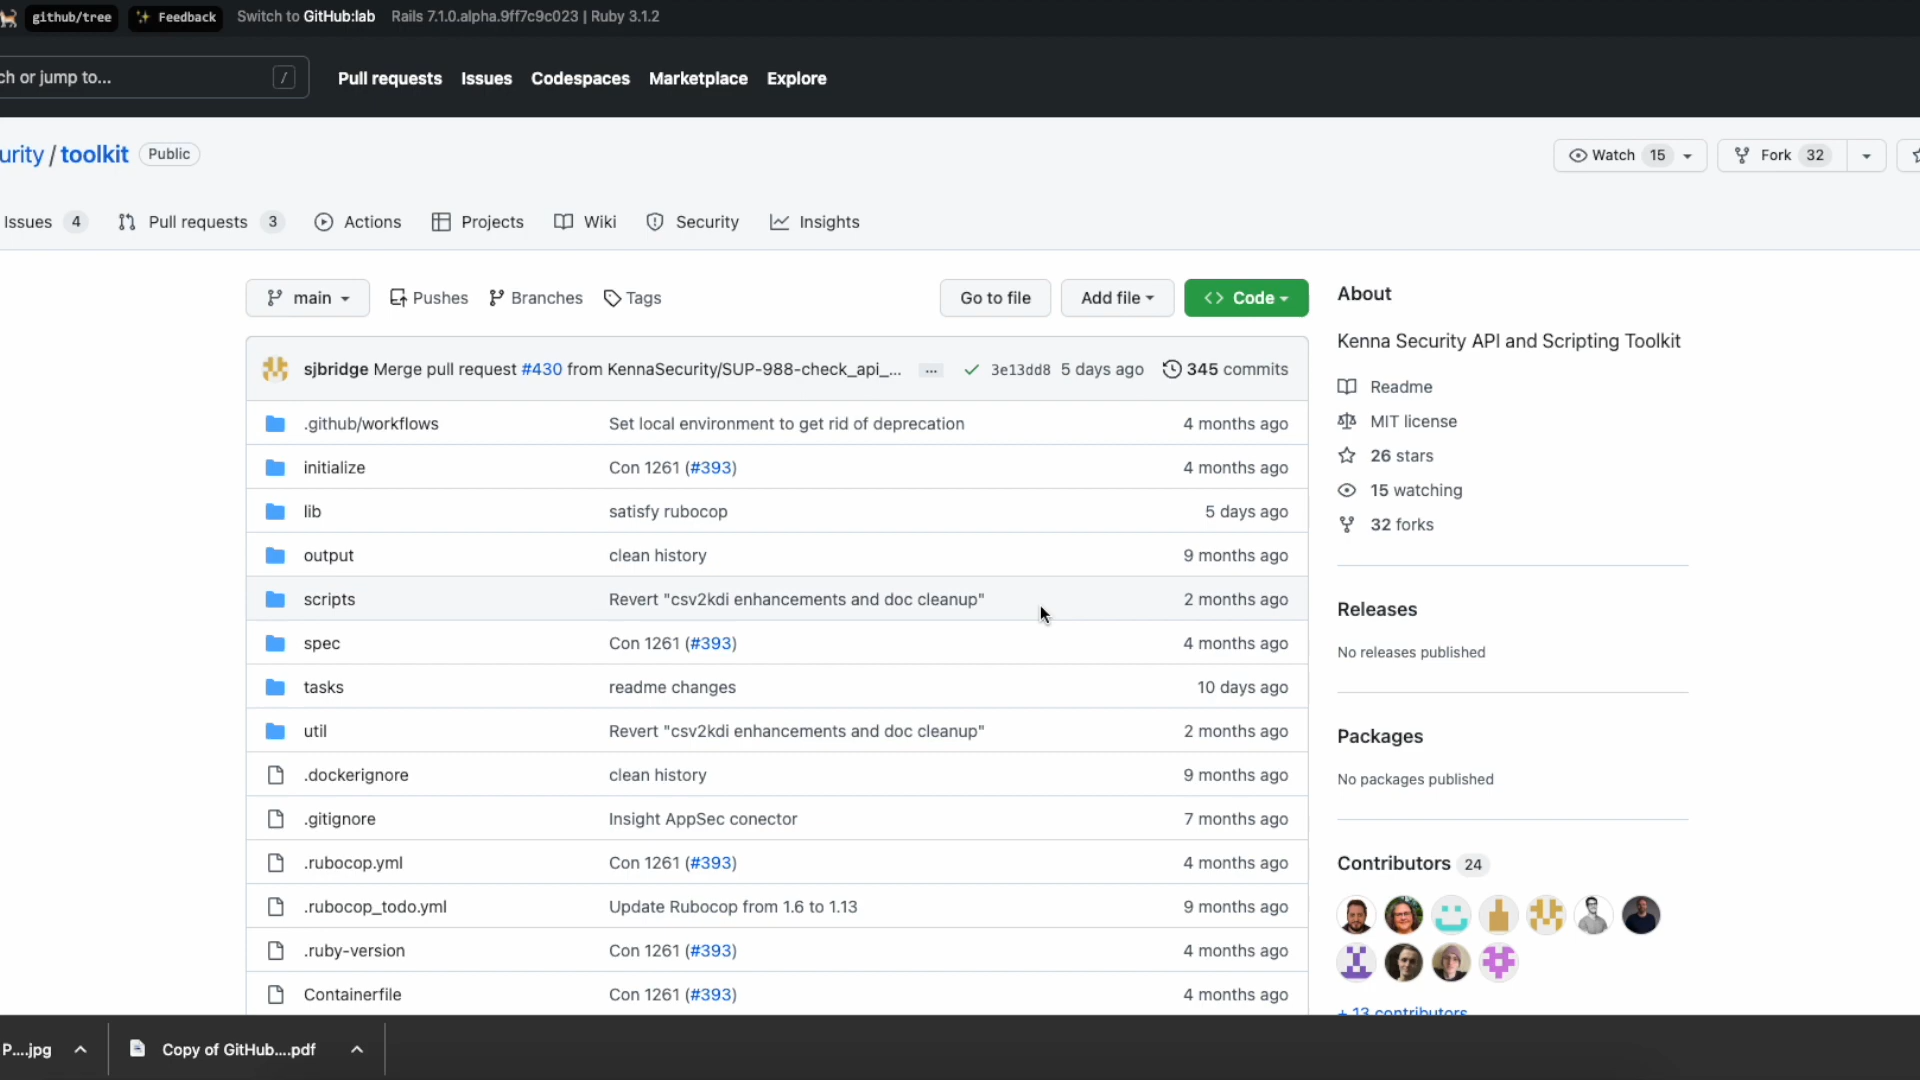 github/tree Feedback Switch to GitHub:lab Rails 7.1.0.alpha.9ff7c9c023 | Ruby 3.1.2
ch or jump to... / Pull requests Issues Codespaces Marketplace Explore
urity / toolkit Public Watch 15 Fork 32
Issues 4 Pull requests 3 Actions Projects Wiki Security Insights
main Pushes Branches Tags Go to file Add file Code
sjbridge Merge pull request #430 from KennaSecurity/SUP-988-check_api_... ... 3e13dd8 5 days ago 345 commits
.github/workflows Set local environment to get rid of deprecation 4 months ago
initialize Con 1261 (#393) 4 months ago
lib satisfy rubocop 5 days ago
output clean history 9 months ago
scripts Revert "csv2kdi enhancements and doc cleanup" 2 months ago
spec Con 1261 (#393) 4 months ago
tasks readme changes 10 days ago
util Revert "csv2kdi enhancements and doc cleanup" 2 months ago
.dockerignore clean history 9 months ago
.gitignore Insight AppSec conector 7 months ago
.rubocop.yml Con 1261 (#393) 4 months ago
.rubocop_todo.yml Update Rubocop from 1.6 to 1.13 9 months ago
.ruby-version Con 1261 (#393) 4 months ago
Containerfile Con 1261 (#393) 4 months ago
About
Kenna Security API and Scripting Toolkit
Readme
MIT license
26 stars
15 watching
32 forks
Releases
No releases published
Packages
No packages published
Contributors 24
+ 13 contributors
P....jpg Copy of GitHub....pdf